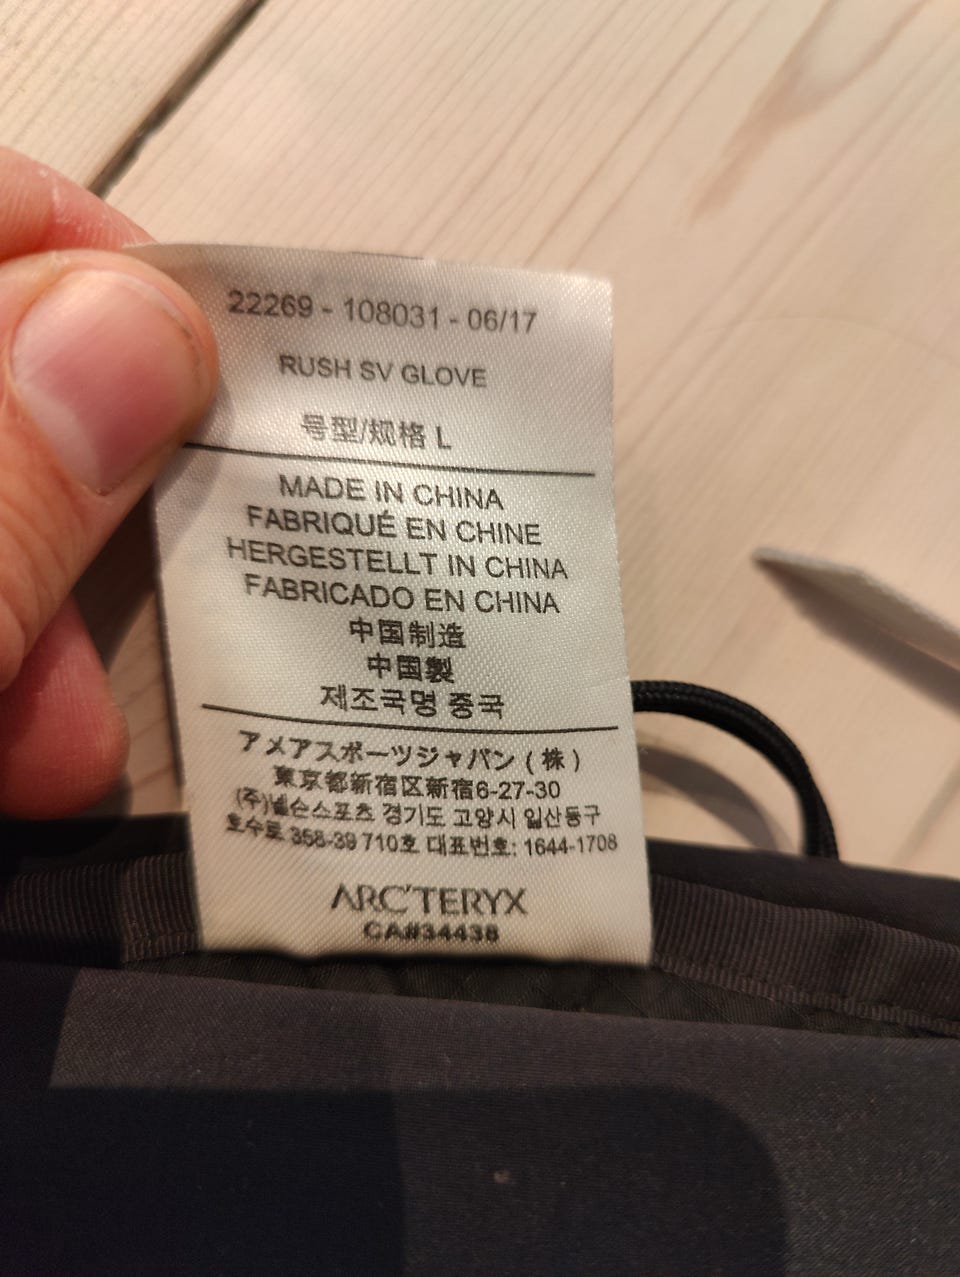 22269 - 108031 - 06/17
RUSH SV GLOVE
号型/规格 L
MADE IN CHINA
FABRIQUÉ EN CHINE
HERGESTELLT IN CHINA
FABRICADO EN CHINA
中国制造
中国製
제조국명 중국
アメアスポーツジャパン ( 株 )
東京都新宿区新宿6-27-30
(주)넬슨스포츠 경기도 고양시 일산동구
호수로 358-39 710호 대표번호: 1644-1708
ARC'TERYX
CA#34438